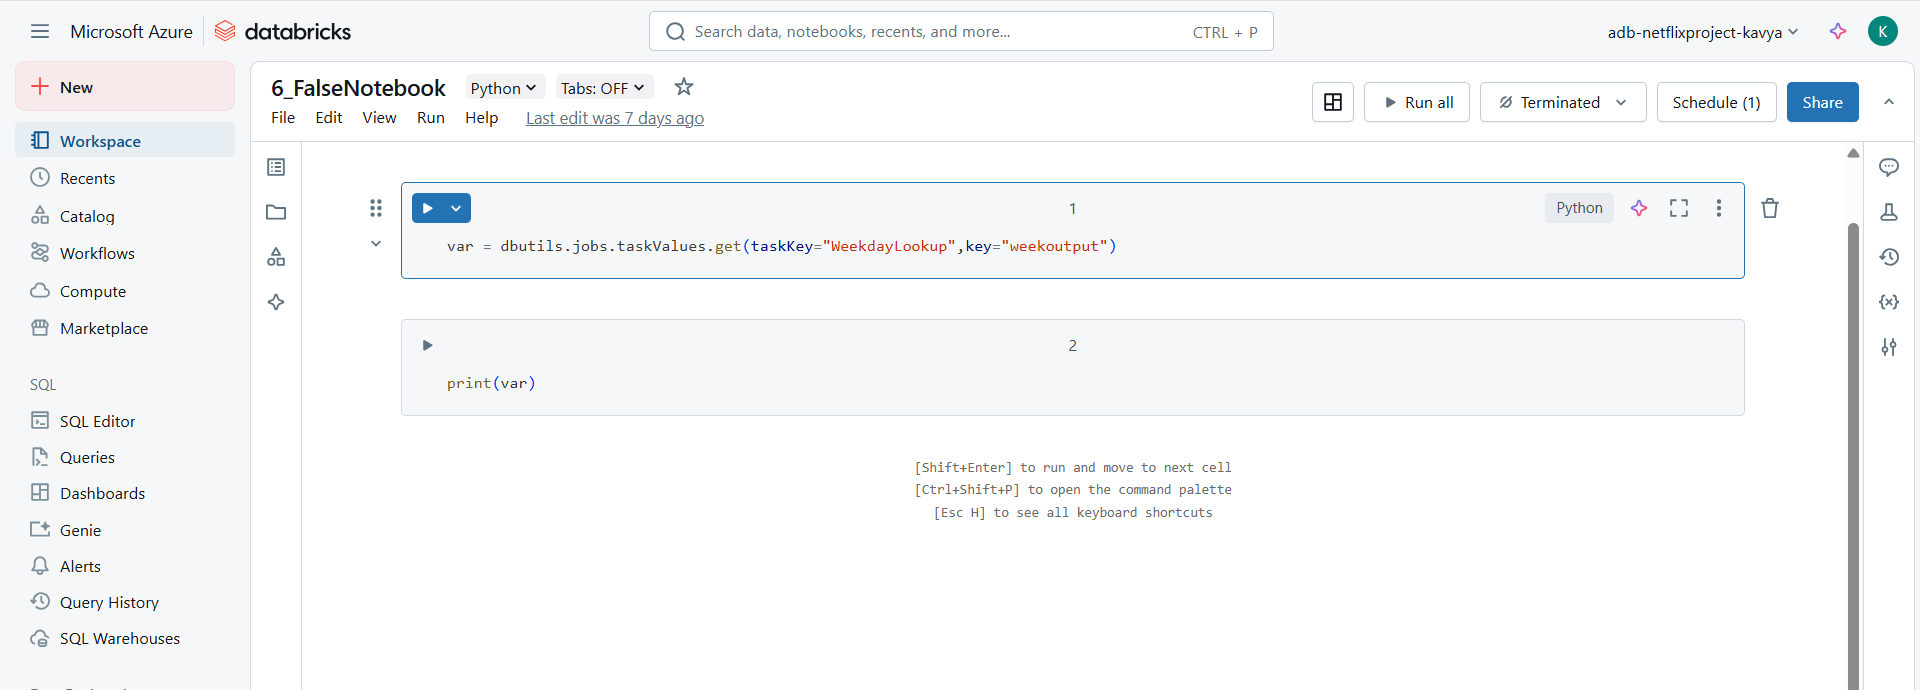 Microsoft Azure
databricks
Search data, notebooks, recents, and more...
CTRL + P
adb-netflixproject-kavya
K
New
Workspace
Recents
Catalog
Workflows
Compute
Marketplace
SQL
SQL Editor
Queries
Dashboards
Genie
Alerts
Query History
SQL Warehouses
6_FalseNotebook
Python
Tabs: OFF
File Edit View Run Help Last edit was 7 days ago
Run all
Terminated
Schedule (1)
Share
1
Python
var = dbutils.jobs.taskValues.get(taskKey="WeekdayLookup",key="weekoutput")
2
print(var)
[Shift+Enter] to run and move to next cell
[Ctrl+Shift+P] to open the command palette
[Esc H] to see all keyboard shortcuts